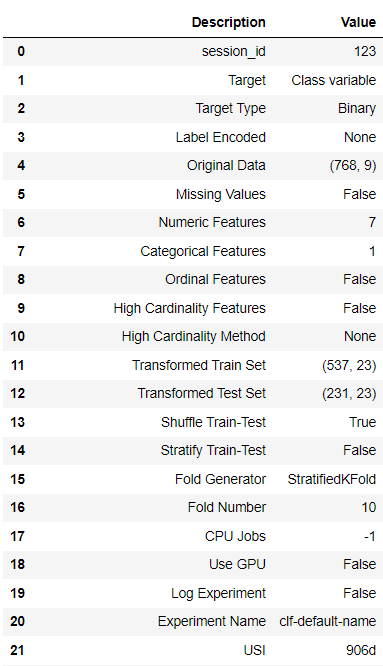 Description Value
0 session_id 123
1 Target Class variable
2 Target Type Binary
3 Label Encoded None
4 Original Data (768, 9)
5 Missing Values False
6 Numeric Features 7
7 Categorical Features 1
8 Ordinal Features False
9 High Cardinality Features False
10 High Cardinality Method None
11 Transformed Train Set (537, 23)
12 Transformed Test Set (231, 23)
13 Shuffle Train-Test True
14 Stratify Train-Test False
15 Fold Generator StratifiedKFold
16 Fold Number 10
17 CPU Jobs -1
18 Use GPU False
19 Log Experiment False
20 Experiment Name clf-default-name
21 USI 906d